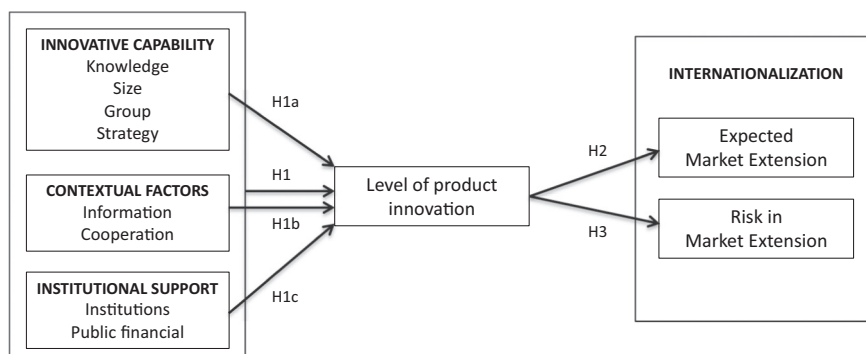 INNOVATIVE CAPABILITY
Knowledge
Size
Group
Strategy
CONTEXTUAL FACTORS
Information
Cooperation
INSTITUTIONAL SUPPORT
Institutions
Public financial
H1a
H1
H1b
H1c
Level of product
innovation
H2
H3
INTERNATIONALIZATION
Expected
Market Extension
Risk in
Market Extension